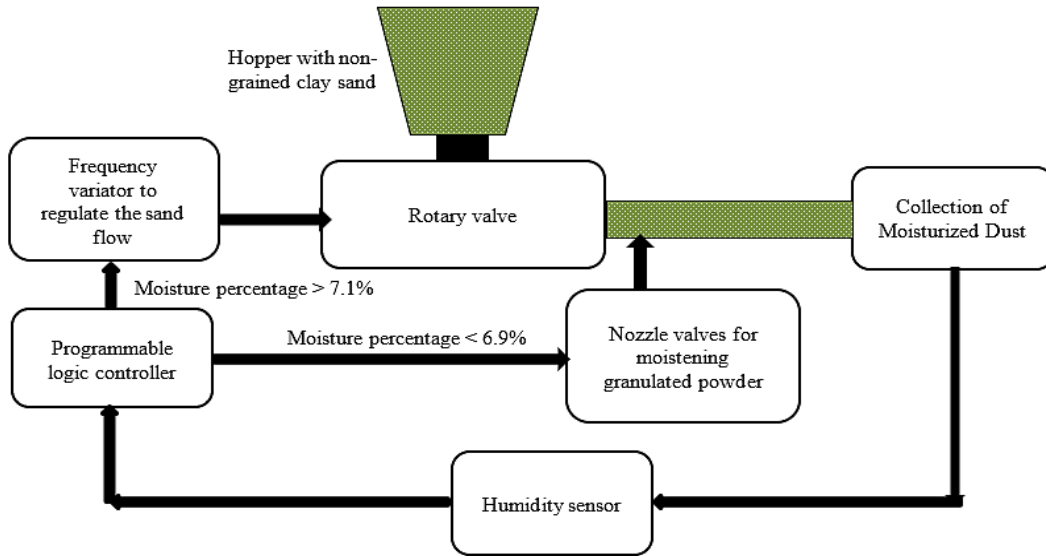 Hopper with non-
grained clay sand
Frequency
variator to
regulate the sand
flow
Rotary valve
Collection of
Moisturized Dust
Moisture percentage > 7.1%
Moisture percentage < 6.9%
Programmable
logic controller
Nozzle valves for
moistening
granulated powder
Humidity sensor